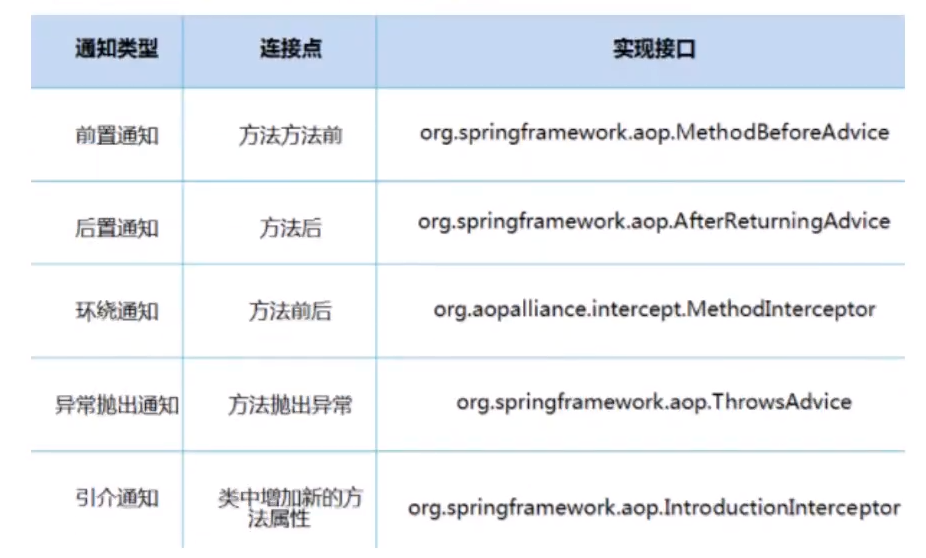 通知类型 连接点 实现接口
前置通知 方法方法前 org.springframework.aop.MethodBeforeAdvice
后置通知 方法后 org.springframework.aop.AfterReturningAdvice
环绕通知 方法前后 org.aopalliance.intercept.MethodInterceptor
异常抛出通知 方法抛出异常 org.springframework.aop.ThrowsAdvice
引介通知 类中增加新的方
法属性 org.springframework.aop.IntroductionInterceptor